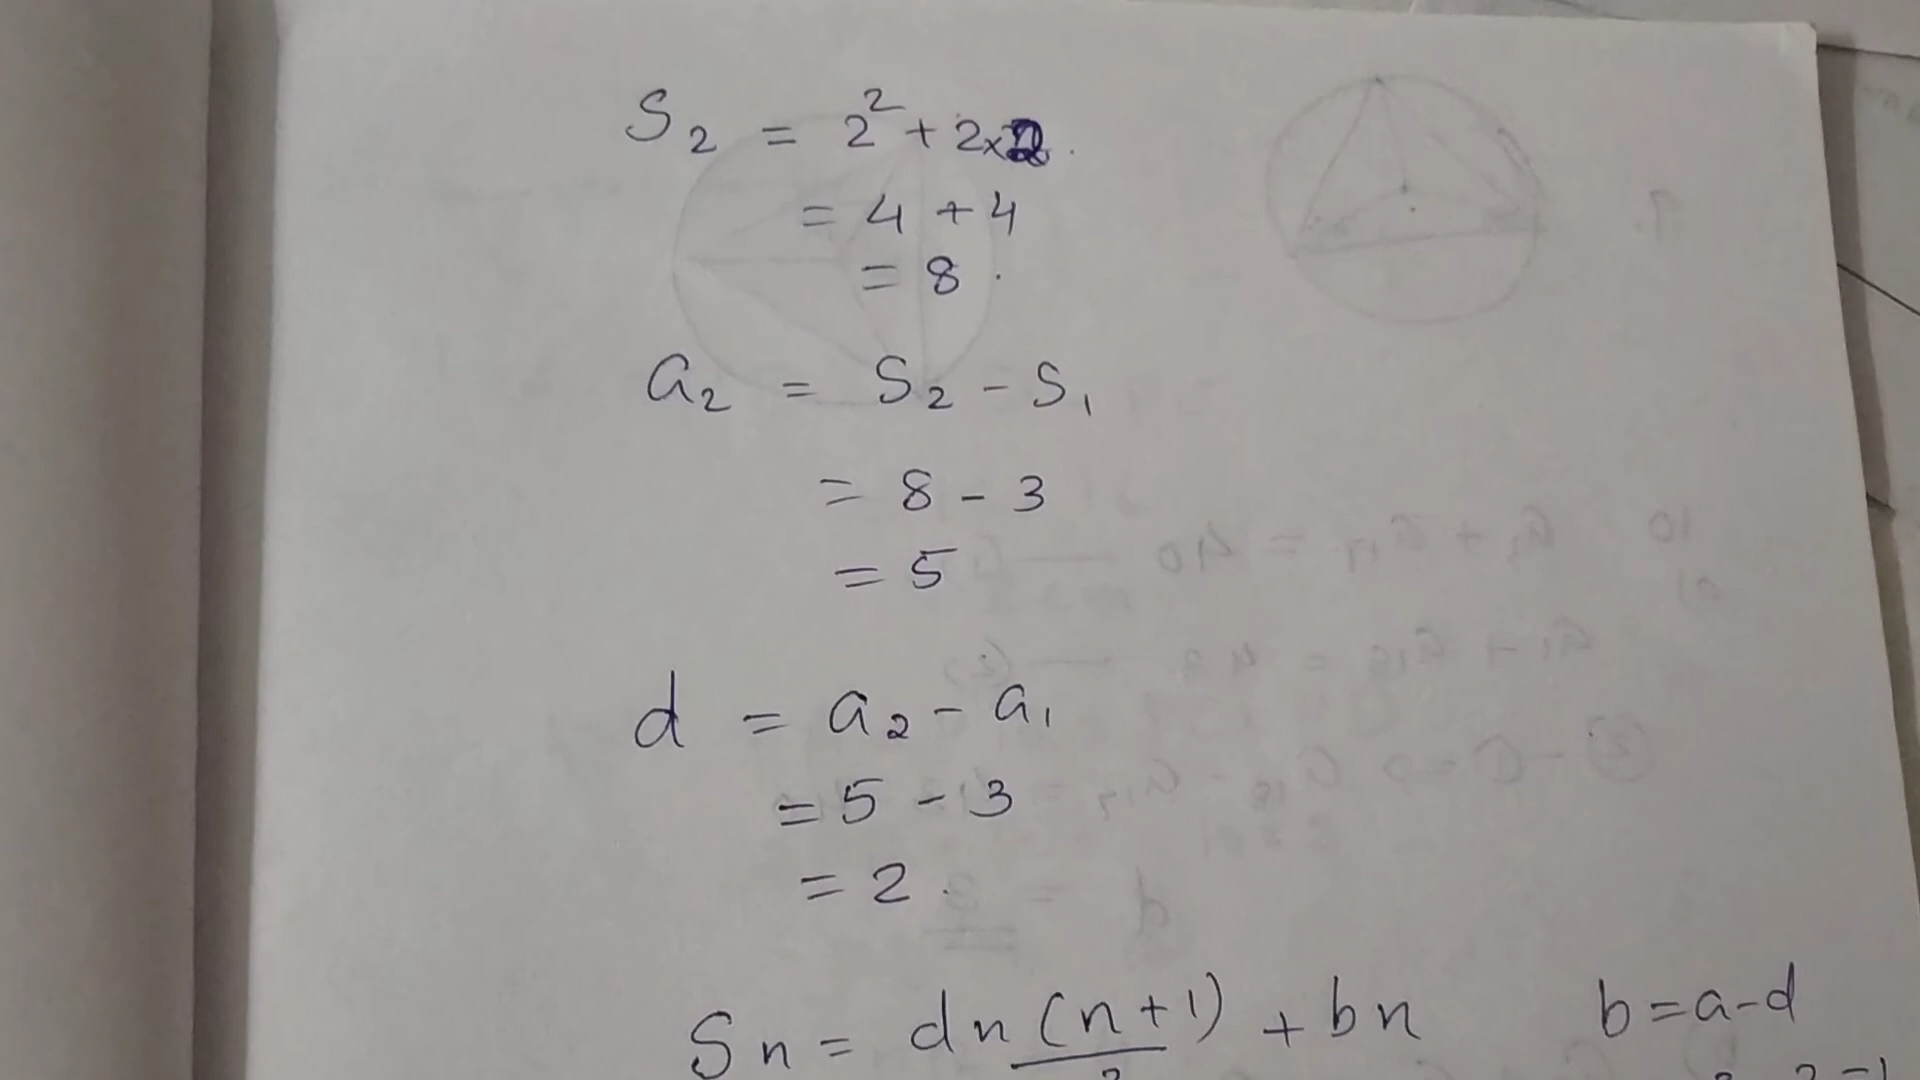 S₂ = 2² + 2×2.
= 4 + 4
= 8.
a₂ = S₂ - S₁
= 8 - 3
= 5
d = a₂ - a₁
= 5 - 3
= 2.
Sn = dn (n+1) + bn b = a-d